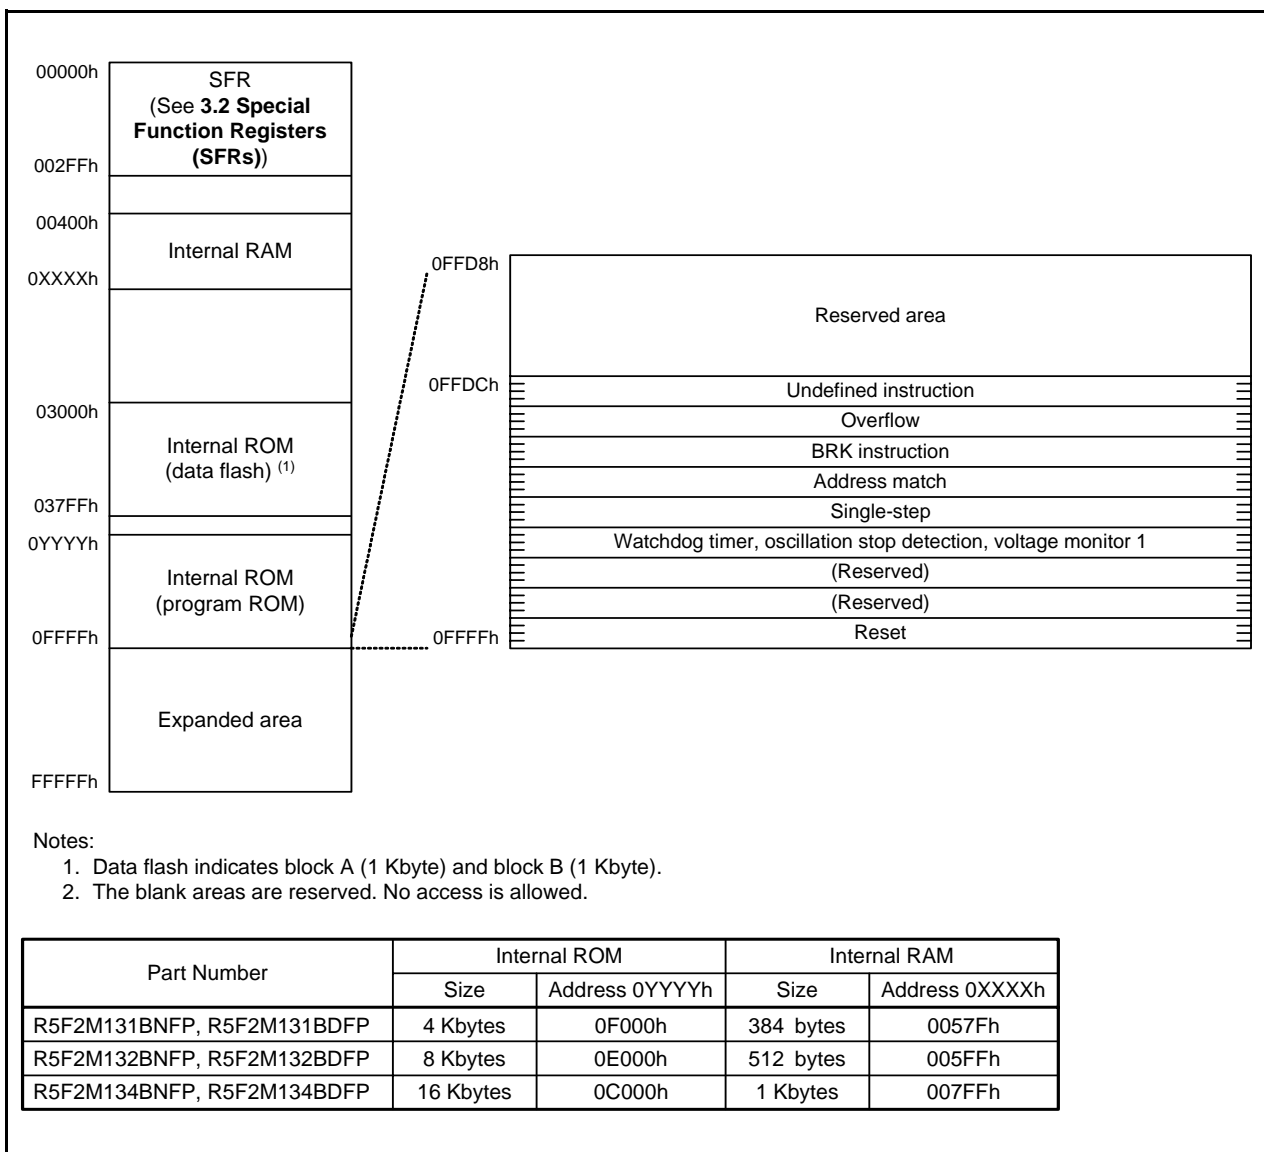 00000h
SFR
(See 3.2 Special
Function Registers
(SFRs))
002FFh
00400h
Internal RAM
0XXXXh
03000h
Internal ROM
(data flash) (1)
037FFh
0YYYYh
Internal ROM
(program ROM)
0FFFFh
Expanded area
FFFFFh
0FFD8h
Reserved area
0FFDCh
Undefined instruction
Overflow
BRK instruction
Address match
Single-step
Watchdog timer, oscillation stop detection, voltage monitor 1
(Reserved)
(Reserved)
0FFFFh
Reset
Notes:
1. Data flash indicates block A (1 Kbyte) and block B (1 Kbyte).
2. The blank areas are reserved. No access is allowed.
Part Number Internal ROM Internal RAM
Size Address 0YYYYh Size Address 0XXXXh
R5F2M131BNFP, R5F2M131BDFP 4 Kbytes 0F000h 384 bytes 0057Fh
R5F2M132BNFP, R5F2M132BDFP 8 Kbytes 0E000h 512 bytes 005FFh
R5F2M134BNFP, R5F2M134BDFP 16 Kbytes 0C000h 1 Kbytes 007FFh